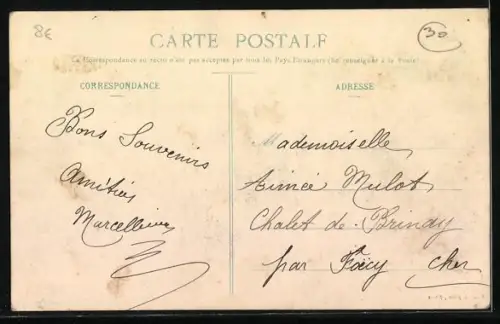 8€
30
CARTE POSTALE
La Correspondance au recto n'est pas acceptée par tous les Pays Étrangers (Se renseigner à la Poste)
CORRESPONDANCE
ADRESSE
Bons Souvenirs
Amitiés
Marcelline
Mademoiselle
Aimée Mulot
Chalet de Brinay
par Foëcy Cher